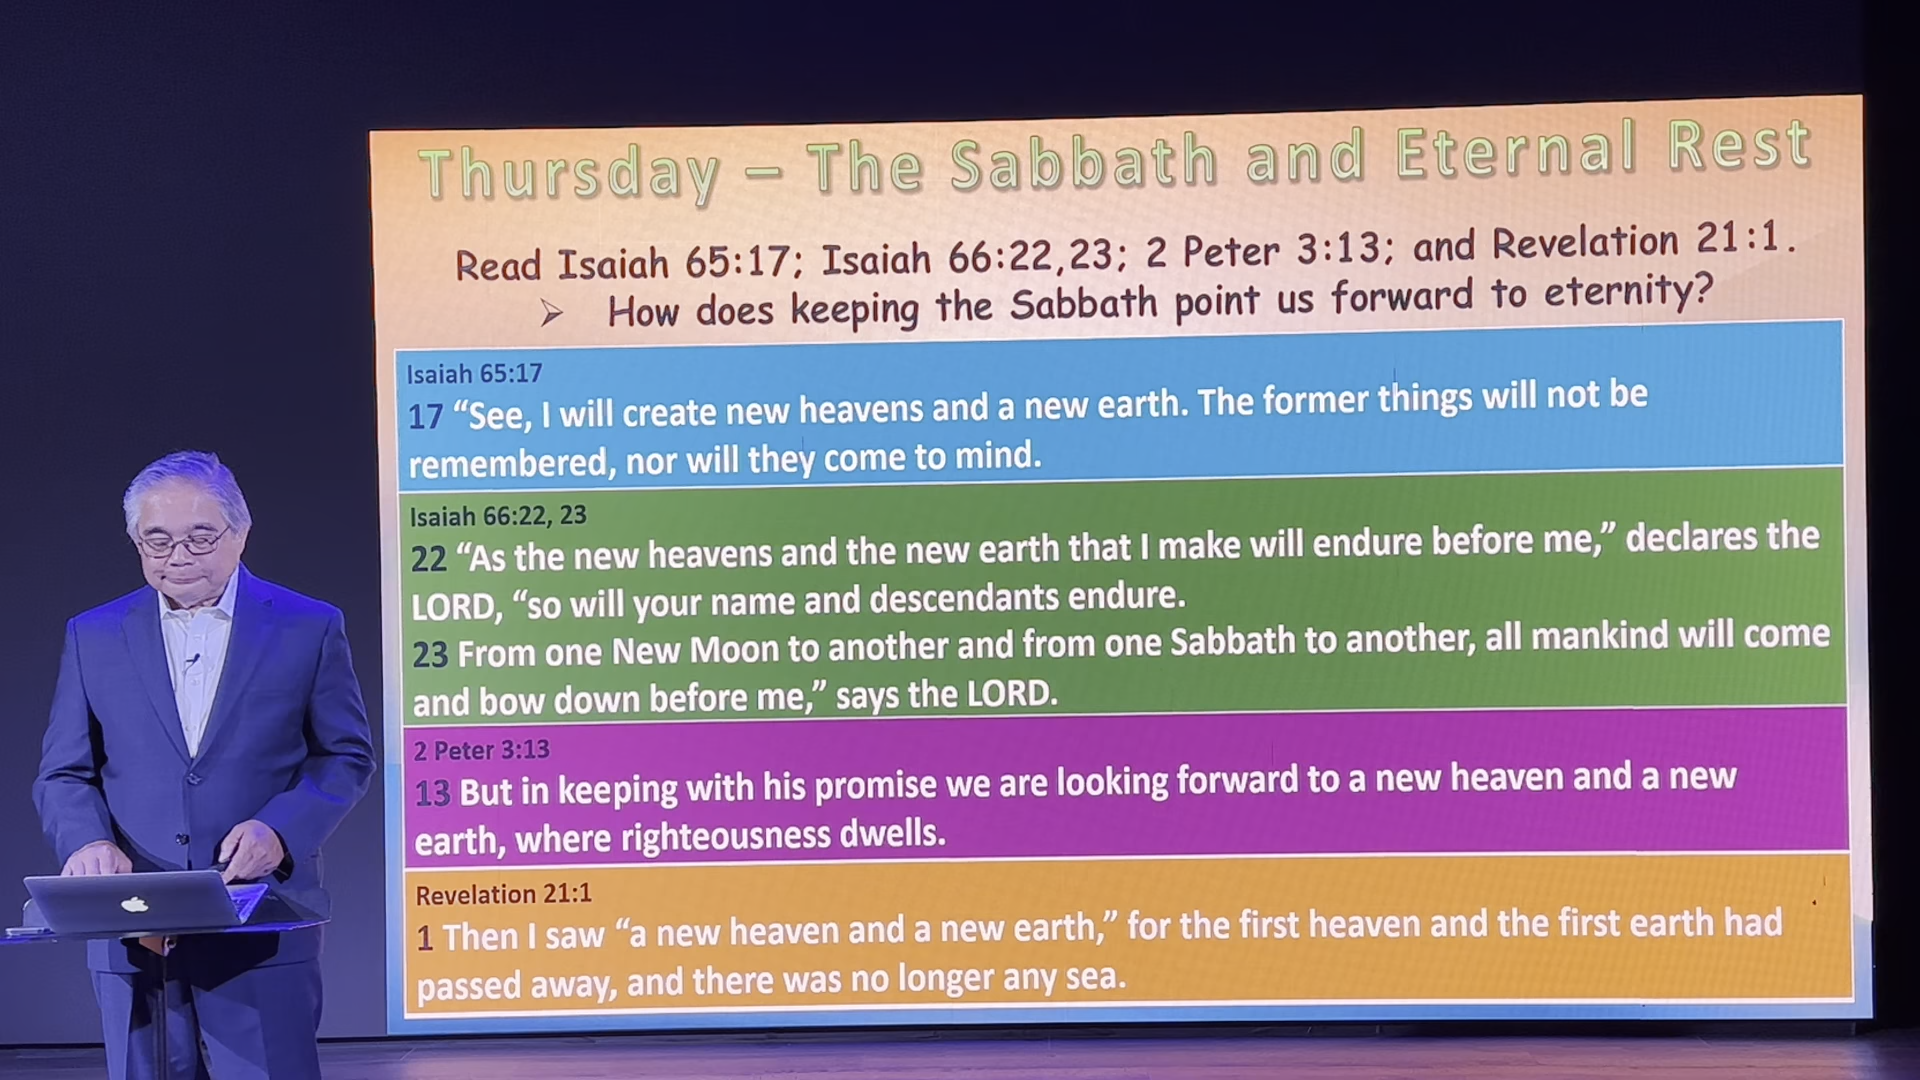 Thursday – The Sabbath and Eternal Rest
Read Isaiah 65:17; Isaiah 66:22,23; 2 Peter 3:13; and Revelation 21:1.
➢ How does keeping the Sabbath point us forward to eternity?
Isaiah 65:17
17 “See, I will create new heavens and a new earth. The former things will not be
remembered, nor will they come to mind.
Isaiah 66:22, 23
22 “As the new heavens and the new earth that I make will endure before me,” declares the
LORD, “so will your name and descendants endure.
23 From one New Moon to another and from one Sabbath to another, all mankind will come
and bow down before me,” says the LORD.
2 Peter 3:13
13 But in keeping with his promise we are looking forward to a new heaven and a new
earth, where righteousness dwells.
Revelation 21:1
1 Then I saw “a new heaven and a new earth,” for the first heaven and the first earth had
passed away, and there was no longer any sea.